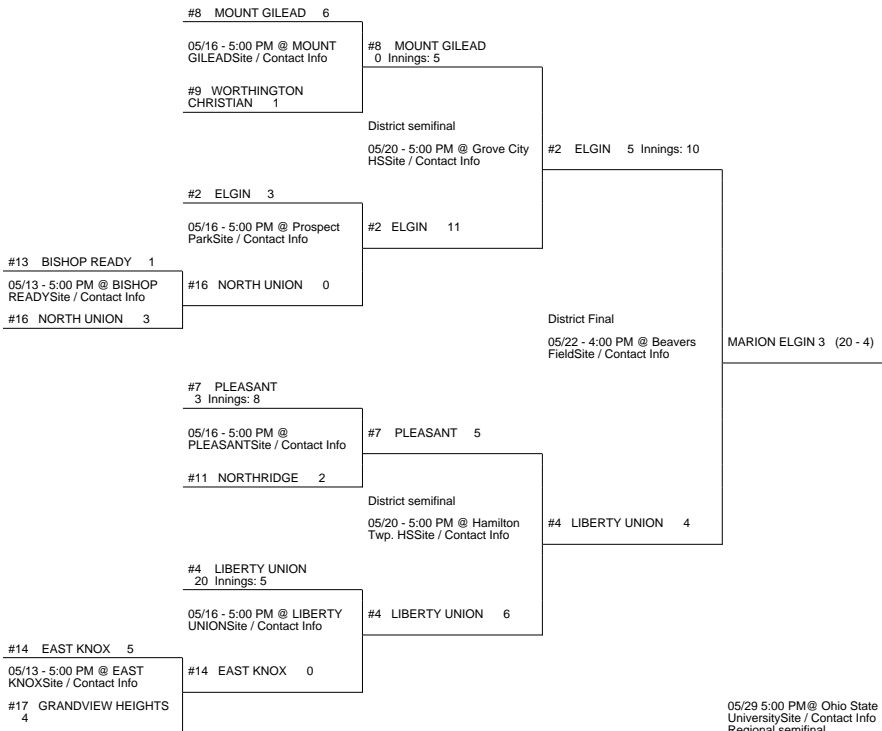 #8 MOUNT GILEAD 6
05/16 - 5:00 PM @ MOUNT
GILEADSite / Contact Info
#9 WORTHINGTON
CHRISTIAN 1
#8 MOUNT GILEAD
0 Innings: 5
District semifinal
05/20 - 5:00 PM @ Grove City
HSSite / Contact Info
#2 ELGIN 5 Innings: 10
#2 ELGIN 3
05/16 - 5:00 PM @ Prospect
ParkSite / Contact Info
#2 ELGIN 11
#13 BISHOP READY 1
05/13 - 5:00 PM @ BISHOP
READYSite / Contact Info
#16 NORTH UNION 3
#16 NORTH UNION 0
District Final
05/22 - 4:00 PM @ Beavers
FieldSite / Contact Info
MARION ELGIN 3 (20 - 4)
#7 PLEASANT
3 Innings: 8
05/16 - 5:00 PM @
PLEASANTSite / Contact Info
#7 PLEASANT 5
#11 NORTHRIDGE 2
District semifinal
05/20 - 5:00 PM @ Hamilton
Twp. HSSite / Contact Info
#4 LIBERTY UNION 4
#4 LIBERTY UNION
20 Innings: 5
05/16 - 5:00 PM @ LIBERTY
UNIONSite / Contact Info
#4 LIBERTY UNION 6
#14 EAST KNOX 5
05/13 - 5:00 PM @ EAST
KNOXSite / Contact Info
#14 EAST KNOX 0
#17 GRANDVIEW HEIGHTS
4
05/29 5:00 PM@ Ohio State
UniversitySite / Contact Info
Regional semifinal